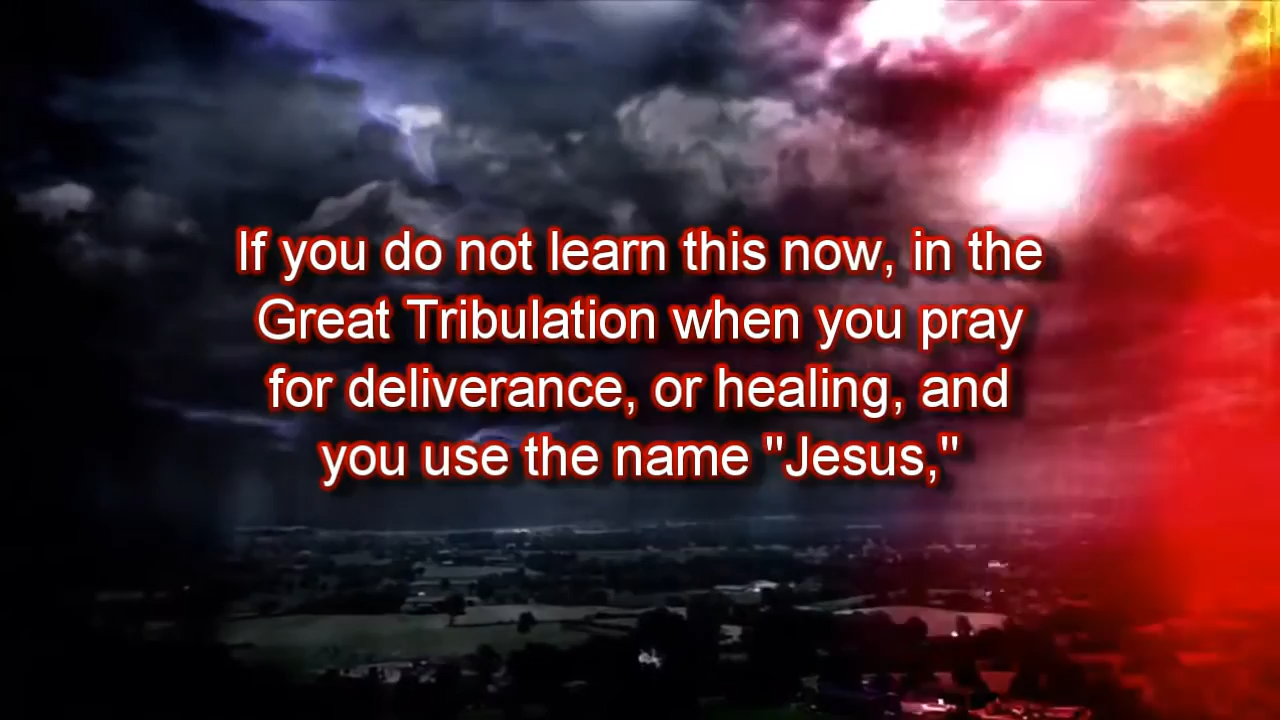 If you do not learn this now, in the
Great Tribulation when you pray
for deliverance, or healing, and
you use the name "Jesus,"